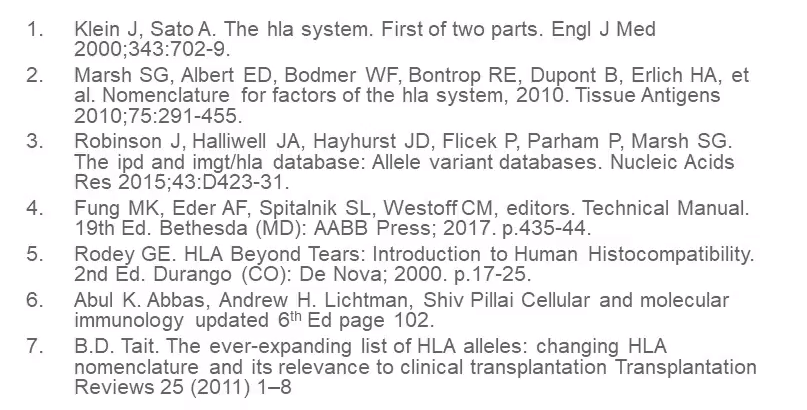 1. Klein J, Sato A. The hla system. First of two parts. Engl J Med
2000;343:702-9.
2. Marsh SG, Albert ED, Bodmer WF, Bontrop RE, Dupont B, Erlich HA, et
al. Nomenclature for factors of the hla system, 2010. Tissue Antigens
2010;75:291-455.
3. Robinson J, Halliwell JA, Hayhurst JD, Flicek P, Parham P, Marsh SG.
The ipd and imgt/hla database: Allele variant databases. Nucleic Acids
Res 2015;43:D423-31.
4. Fung MK, Eder AF, Spitalnik SL, Westoff CM, editors. Technical Manual.
19th Ed. Bethesda (MD): AABB Press; 2017. p.435-44.
5. Rodey GE. HLA Beyond Tears: Introduction to Human Histocompatibility.
2nd Ed. Durango (CO): De Nova; 2000. p.17-25.
6. Abul K. Abbas, Andrew H. Lichtman, Shiv Pillai Cellular and molecular
immunology updated 6th Ed page 102.
7. B.D. Tait. The ever-expanding list of HLA alleles: changing HLA
nomenclature and its relevance to clinical transplantation Transplantation
Reviews 25 (2011) 1–8